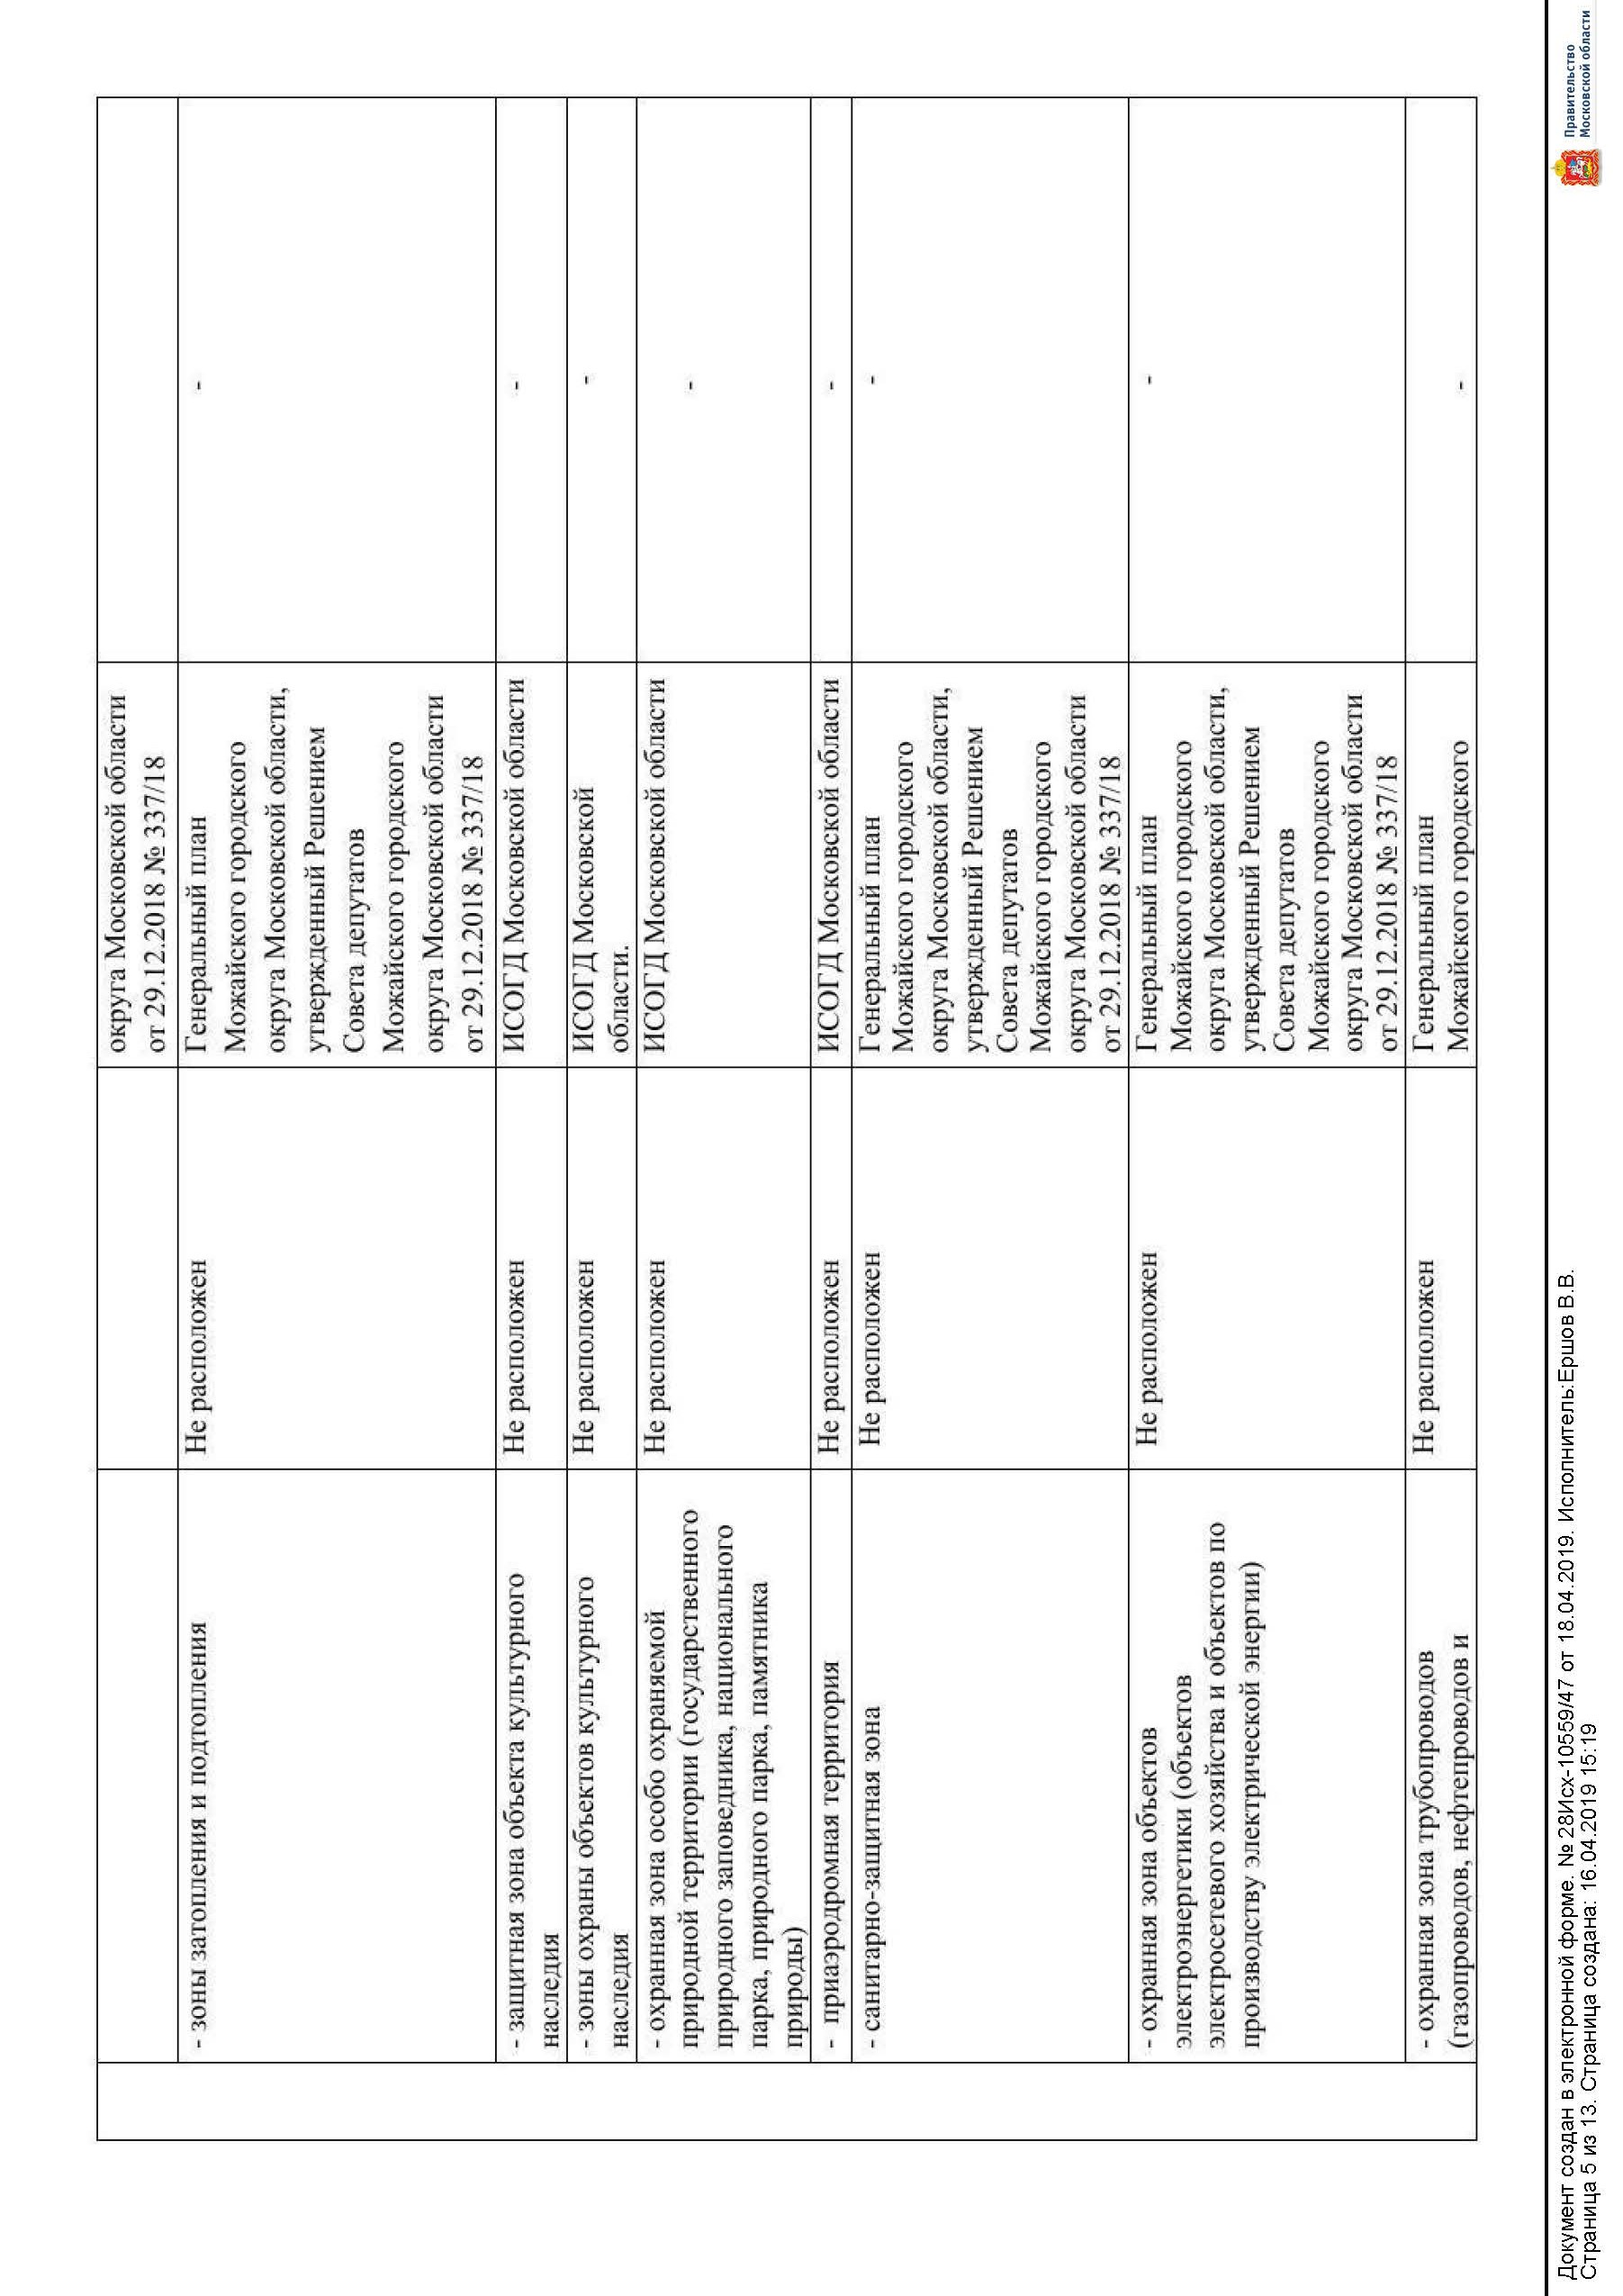 округа Московской области
от 29.12.2018 № 337/18
- зоны затопления и подтопления
Не расположен
Генеральный план
Можайского городского
округа Московской области,
утвержденный Решением
Совета депутатов
Можайского городского
округа Московской области
от 29.12.2018 № 337/18
-
- защитная зона объекта культурного
наследия
Не расположен
ИСОГД Московской области
-
- зоны охраны объектов культурного
наследия
Не расположен
ИСОГД Московской
области.
-
- охранная зона особо охраняемой
природной территории (государственного
природного заповедника, национального
парка, природного парка, памятника
природы)
Не расположен
ИСОГД Московской области
-
- приаэродромная территория
Не расположен
ИСОГД Московской области
-
- санитарно-защитная зона
Не расположен
Генеральный план
Можайского городского
округа Московской области,
утвержденный Решением
Совета депутатов
Можайского городского
округа Московской области
от 29.12.2018 № 337/18
-
- охранная зона объектов
электроэнергетики (объектов
электросетевого хозяйства и объектов по
производству электрической энергии)
Не расположен
Генеральный план
Можайского городского
округа Московской области,
утвержденный Решением
Совета депутатов
Можайского городского
округа Московской области
от 29.12.2018 № 337/18
-
- охранная зона трубопроводов
(газопроводов, нефтепроводов и
Не расположен
Генеральный план
Можайского городского
-
Документ создан в электронной форме. № 28Исх-10559/47 от 18.04.2019. Исполнитель:Ершов В.В.
Страница 5 из 13. Страница создана: 16.04.2019 15:19
Правительство
Московской области